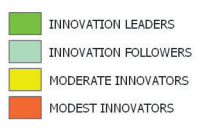 INNOVATION LEADERS
INNOVATION FOLLOWERS
MODERATE INNOVATORS
MODEST INNOVATORS